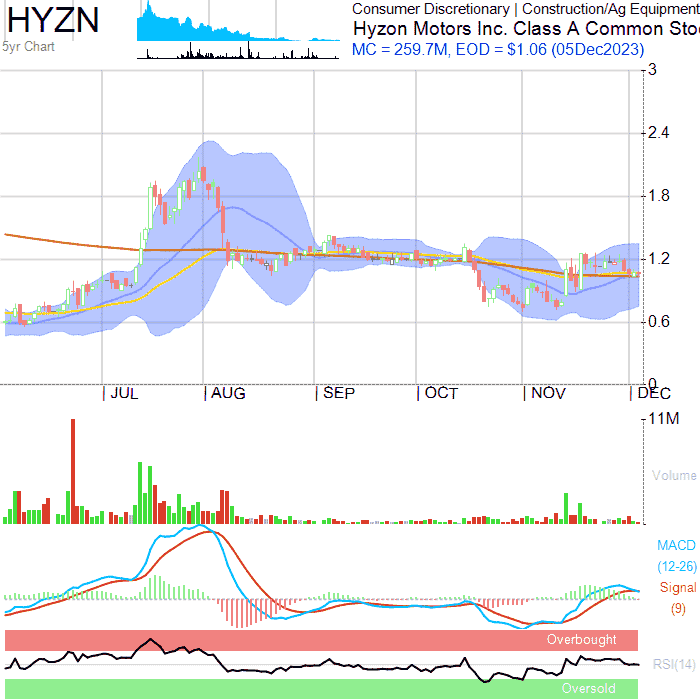 HYZN
5yr Chart
Consumer Discretionary | Construction/Ag Equipment
Hyzon Motors Inc. Class A Common Sto
MC = 259.7M, EOD = $1.06 (05Dec2023)
3
2.4
1.8
1.2
0.6
0
JUL AUG SEP OCT NOV DEC
11M
Volume
MACD
(12-26)
Signal
(9)
Overbought
RSI(14)
Oversold